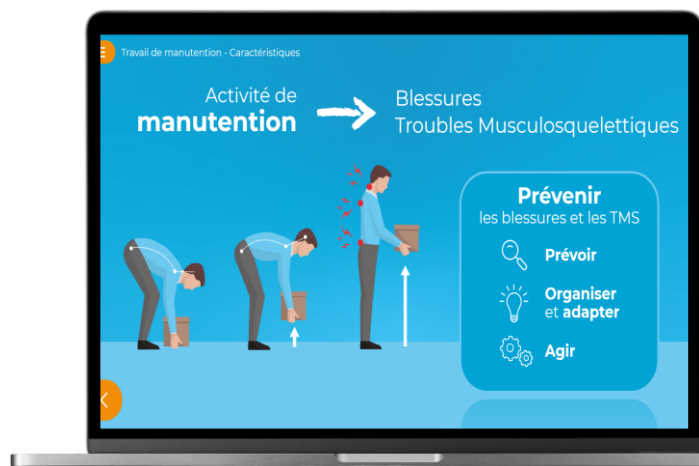 Travail de manutention - Caractéristiques
Activité de
manutention
Blessures
Troubles Musculosquelettiques
Prévenir
les blessures et les TMS
Prévoir
Organiser
et adapter
Agir